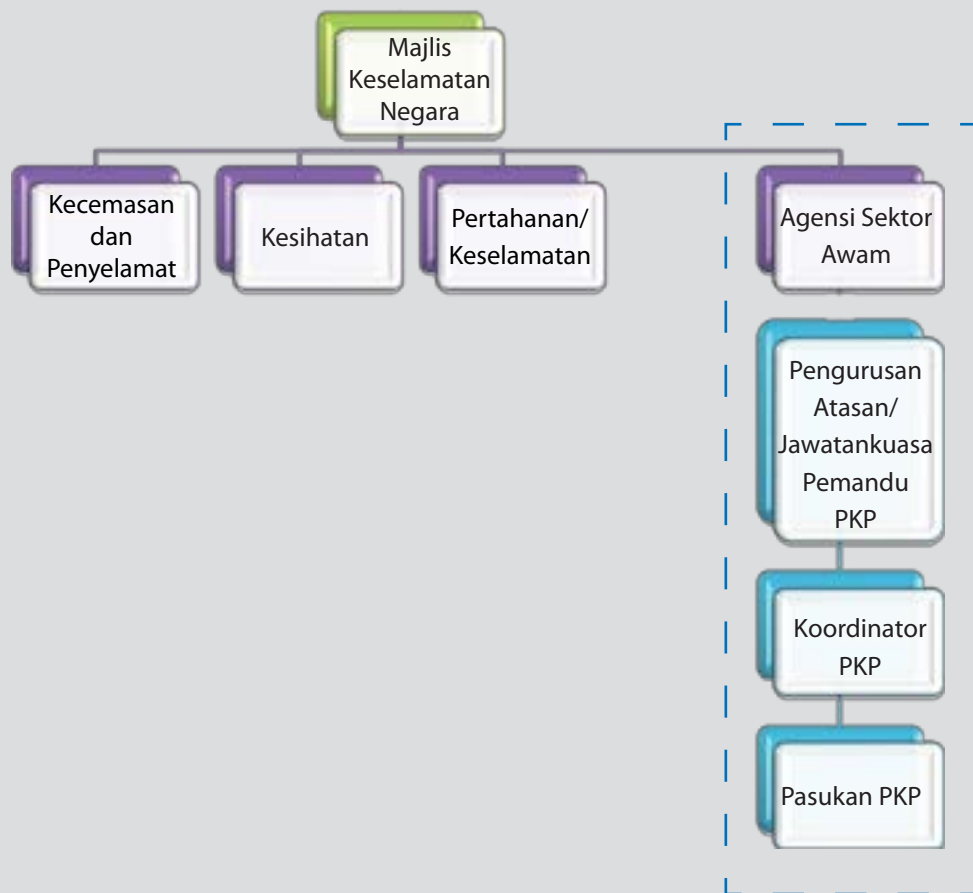 Majlis
Keselamatan
Negara
Kecemasan
dan
Penyelamat
Kesihatan
Pertahanan/
Keselamatan
Agensi Sektor
Awam
Pengurusan
Atasan/
Jawatankuasa
Pemandu
PKP
Koordinator
PKP
Pasukan PKP